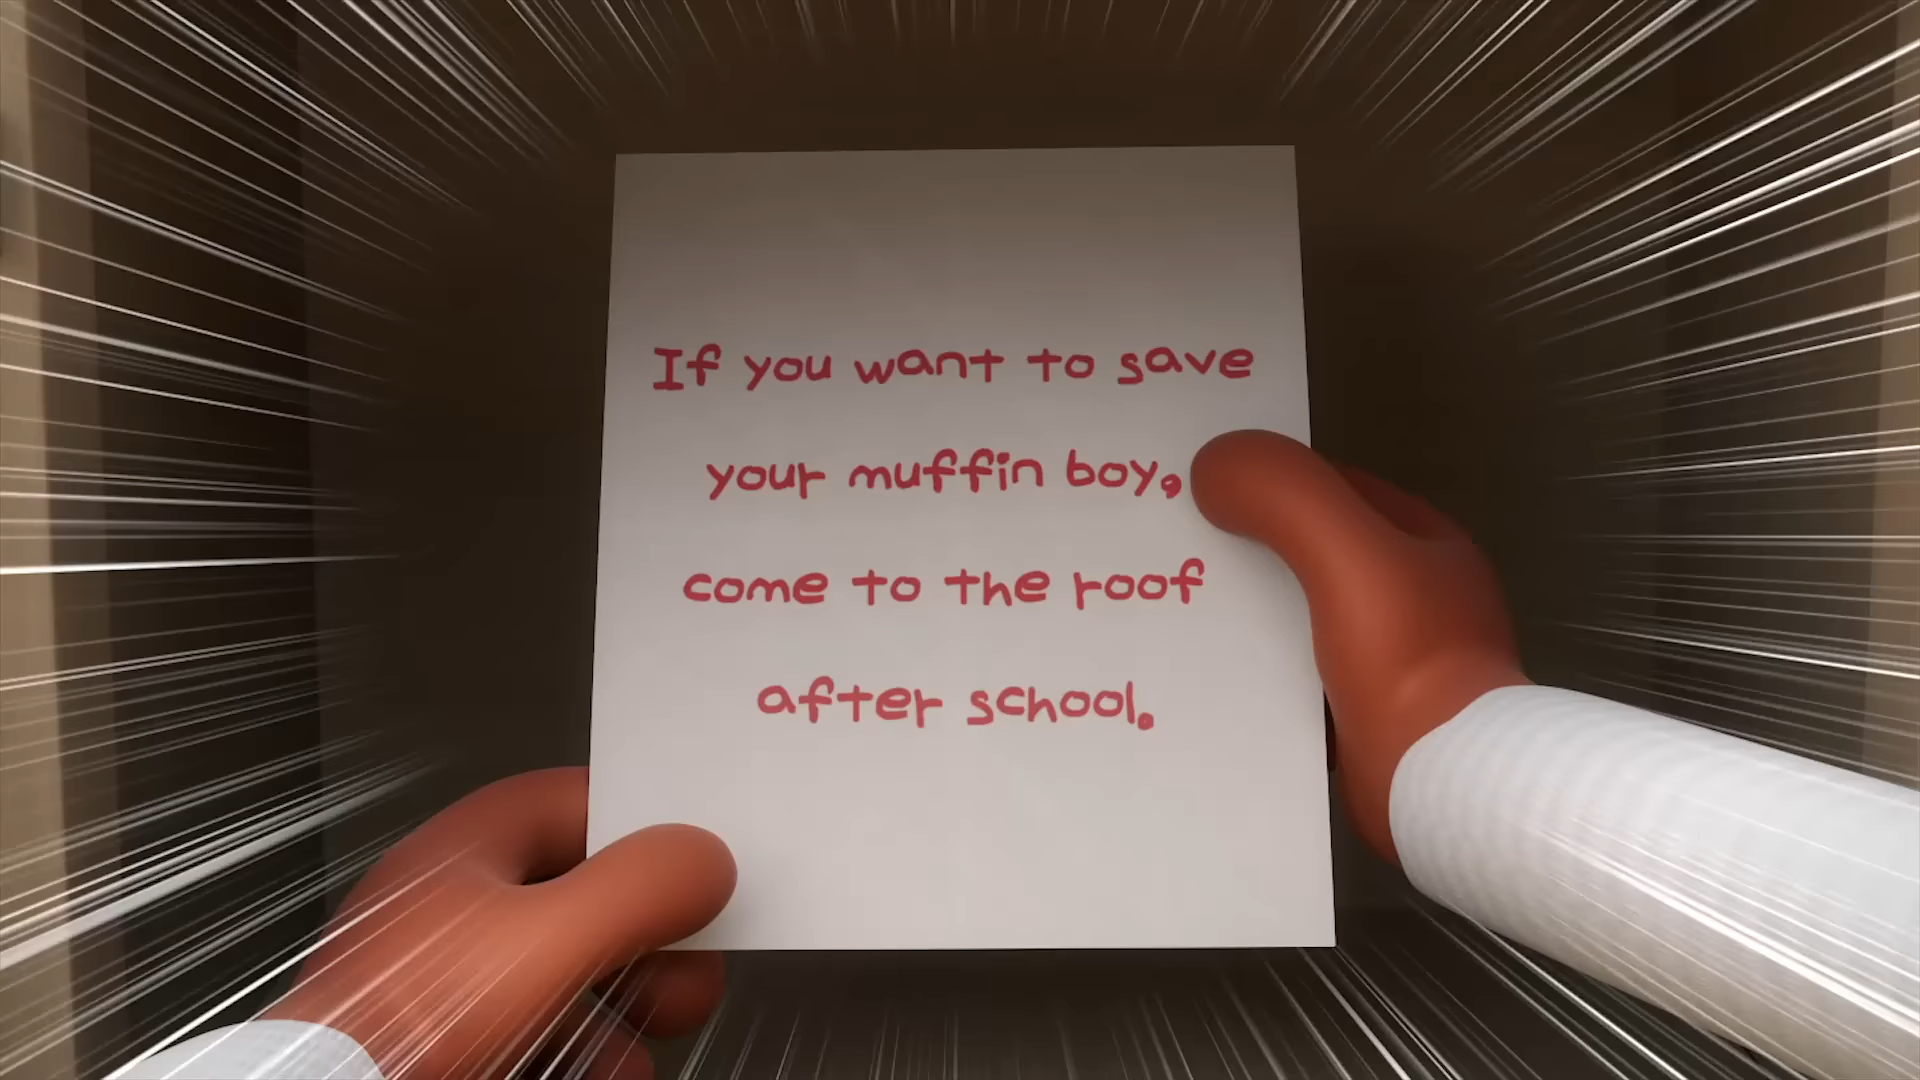 If you want to save
your muffin boy,
come to the roof
after school.